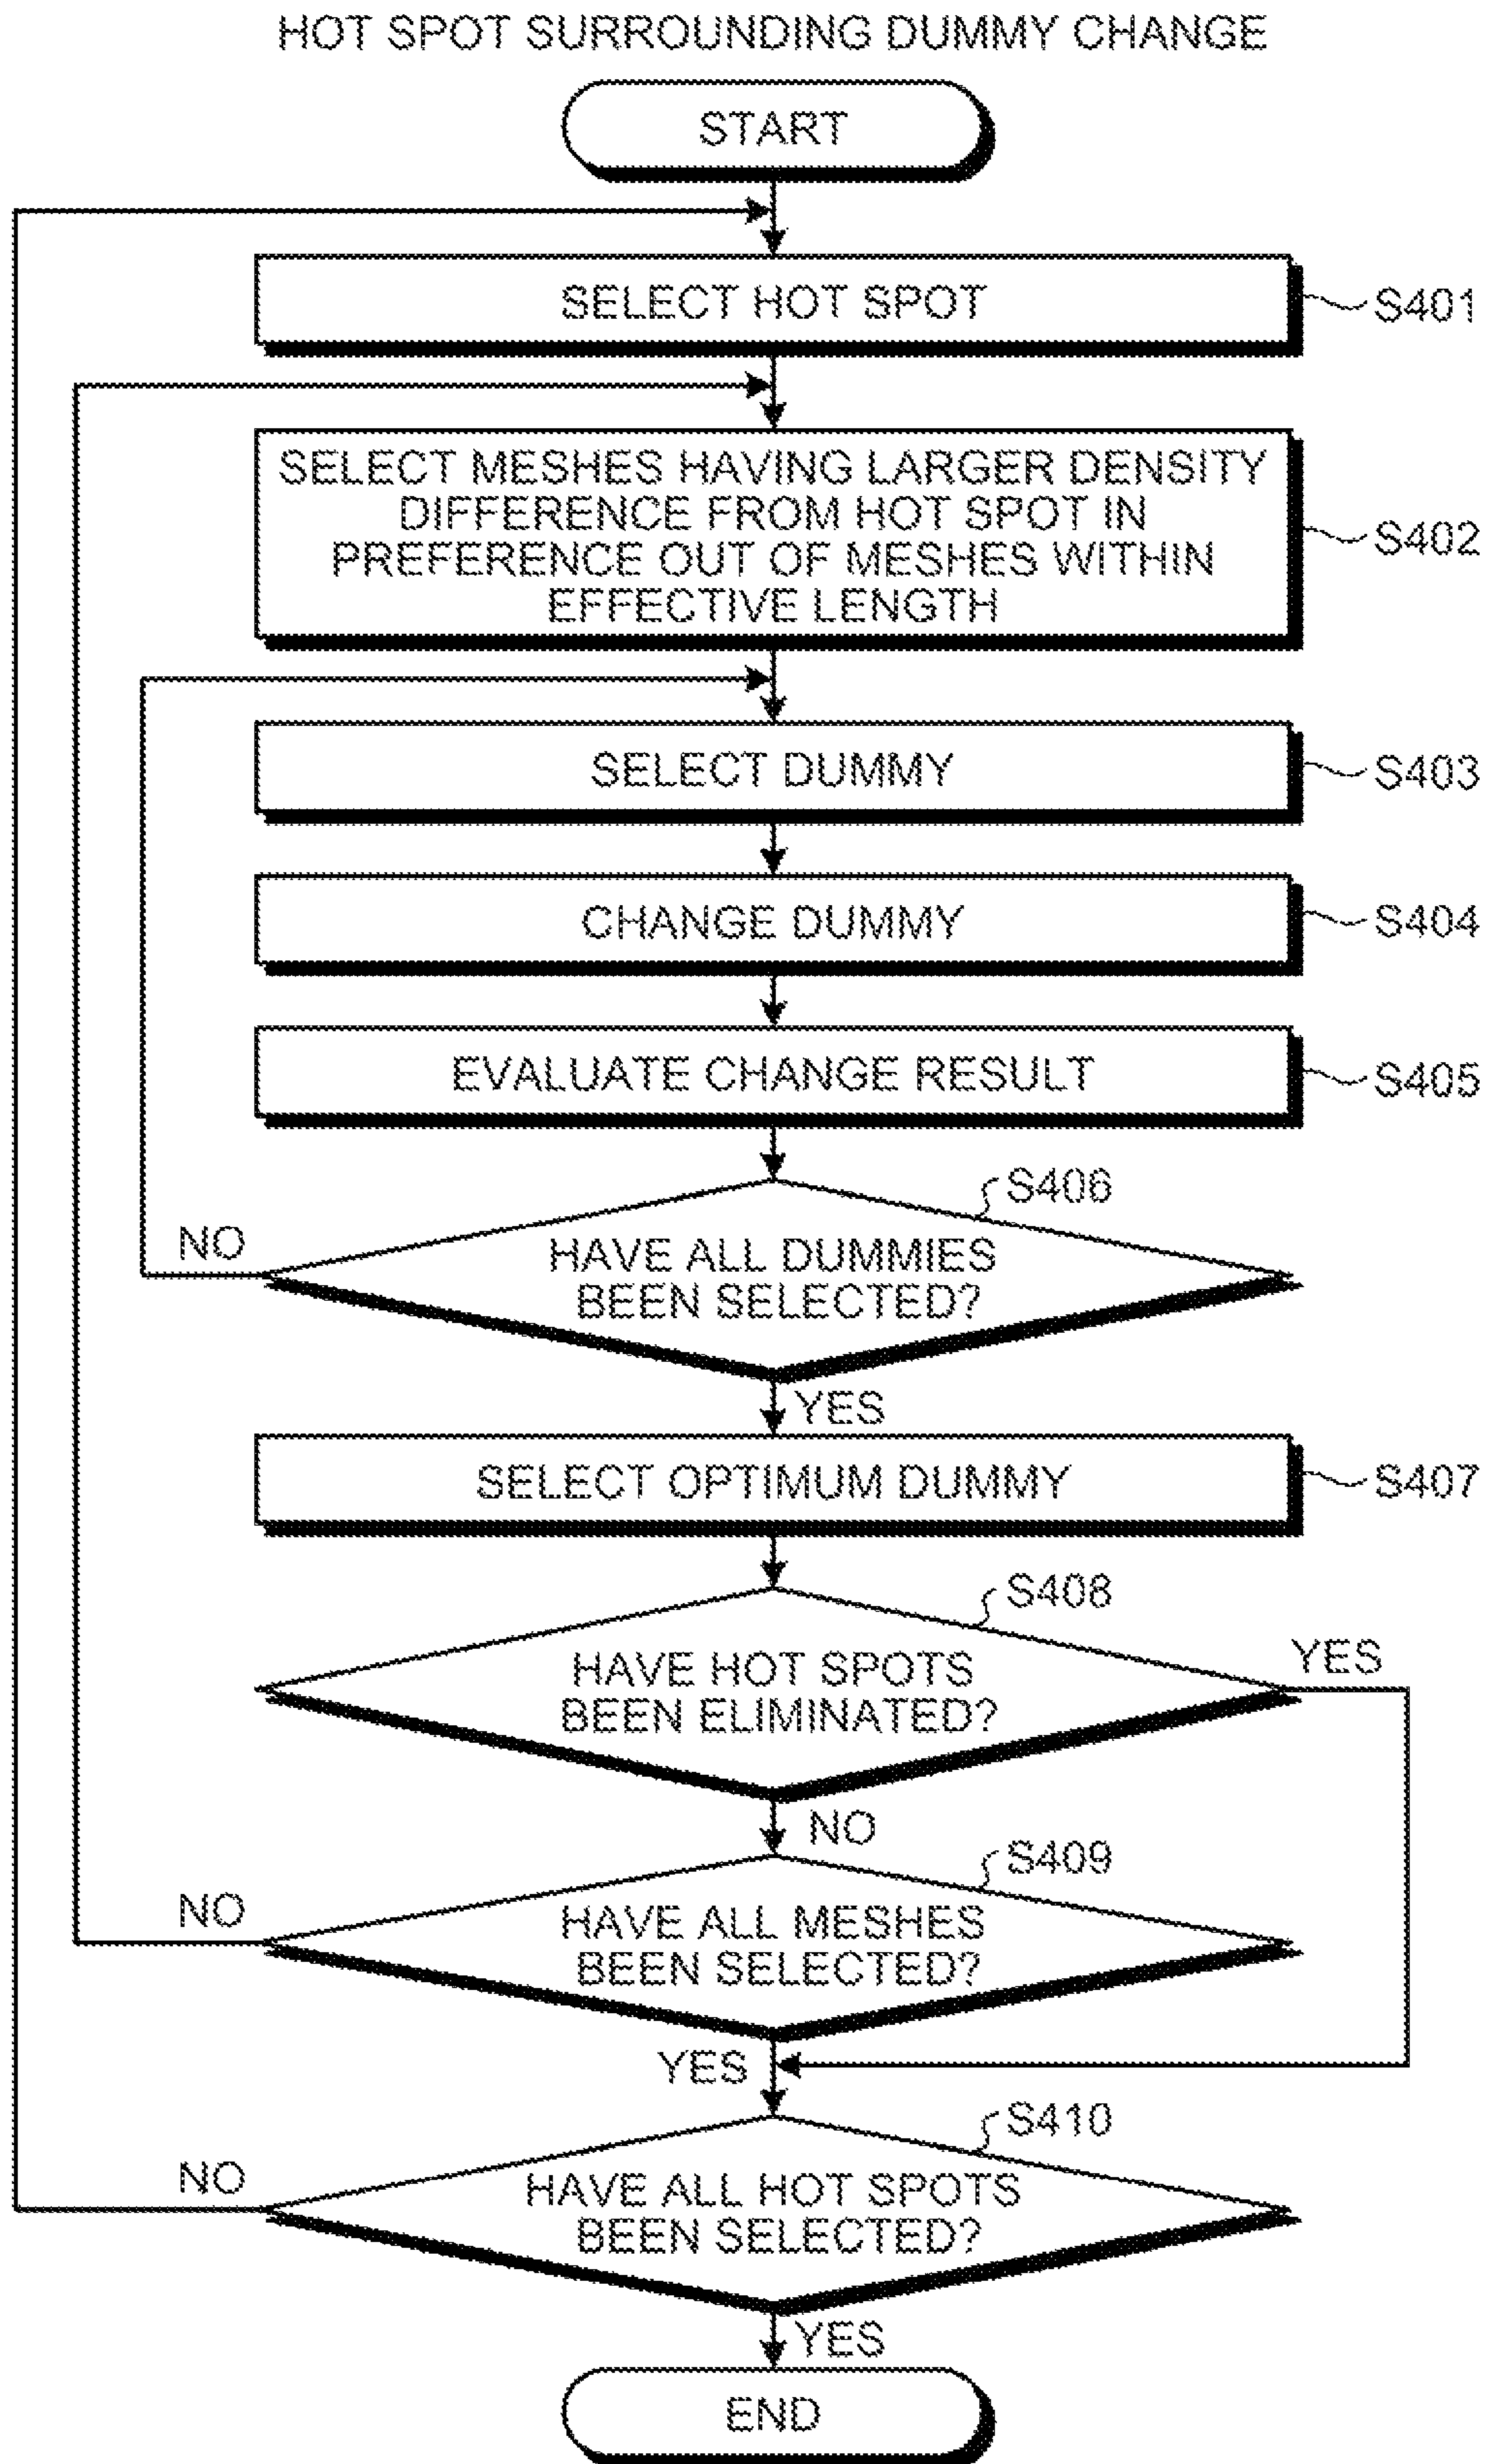 HOT SPOT SURROUNDING DUMMY CHANGE
START
SELECT HOT SPOT
S401
SELECT MESHES HAVING LARGER DENSITY
DIFFERENCE FROM HOT SPOT IN
PREFERENCE OUT OF MESHES WITHIN
EFFECTIVE LENGTH
S402
SELECT DUMMY
S403
CHANGE DUMMY
S404
EVALUATE CHANGE RESULT
S405
S406
NO
HAVE ALL DUMMIES
BEEN SELECTED?
YES
SELECT OPTIMUM DUMMY
S407
S408
HAVE HOT SPOTS
BEEN ELIMINATED?
YES
NO
S409
NO
HAVE ALL MESHES
BEEN SELECTED?
YES
S410
NO
HAVE ALL HOT SPOTS
BEEN SELECTED?
YES
END